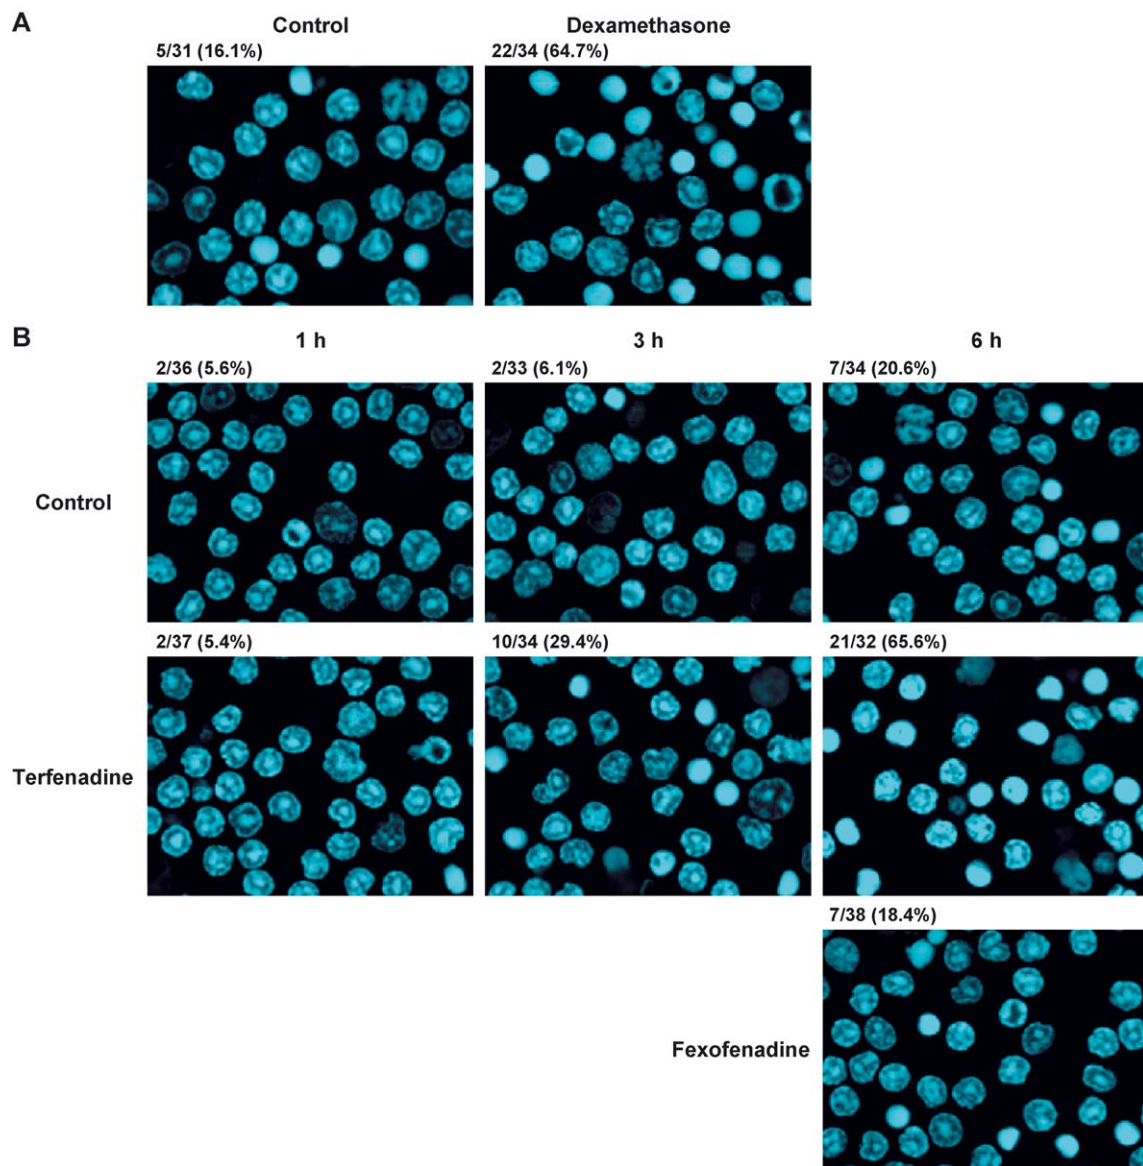 A
Control
Dexamethasone
5/31 (16.1%)
22/34 (64.7%)
B
1 h
3 h
6 h
2/36 (5.6%)
2/33 (6.1%)
7/34 (20.6%)
Control
2/37 (5.4%)
10/34 (29.4%)
21/32 (65.6%)
Terfenadine
7/38 (18.4%)
Fexofenadine